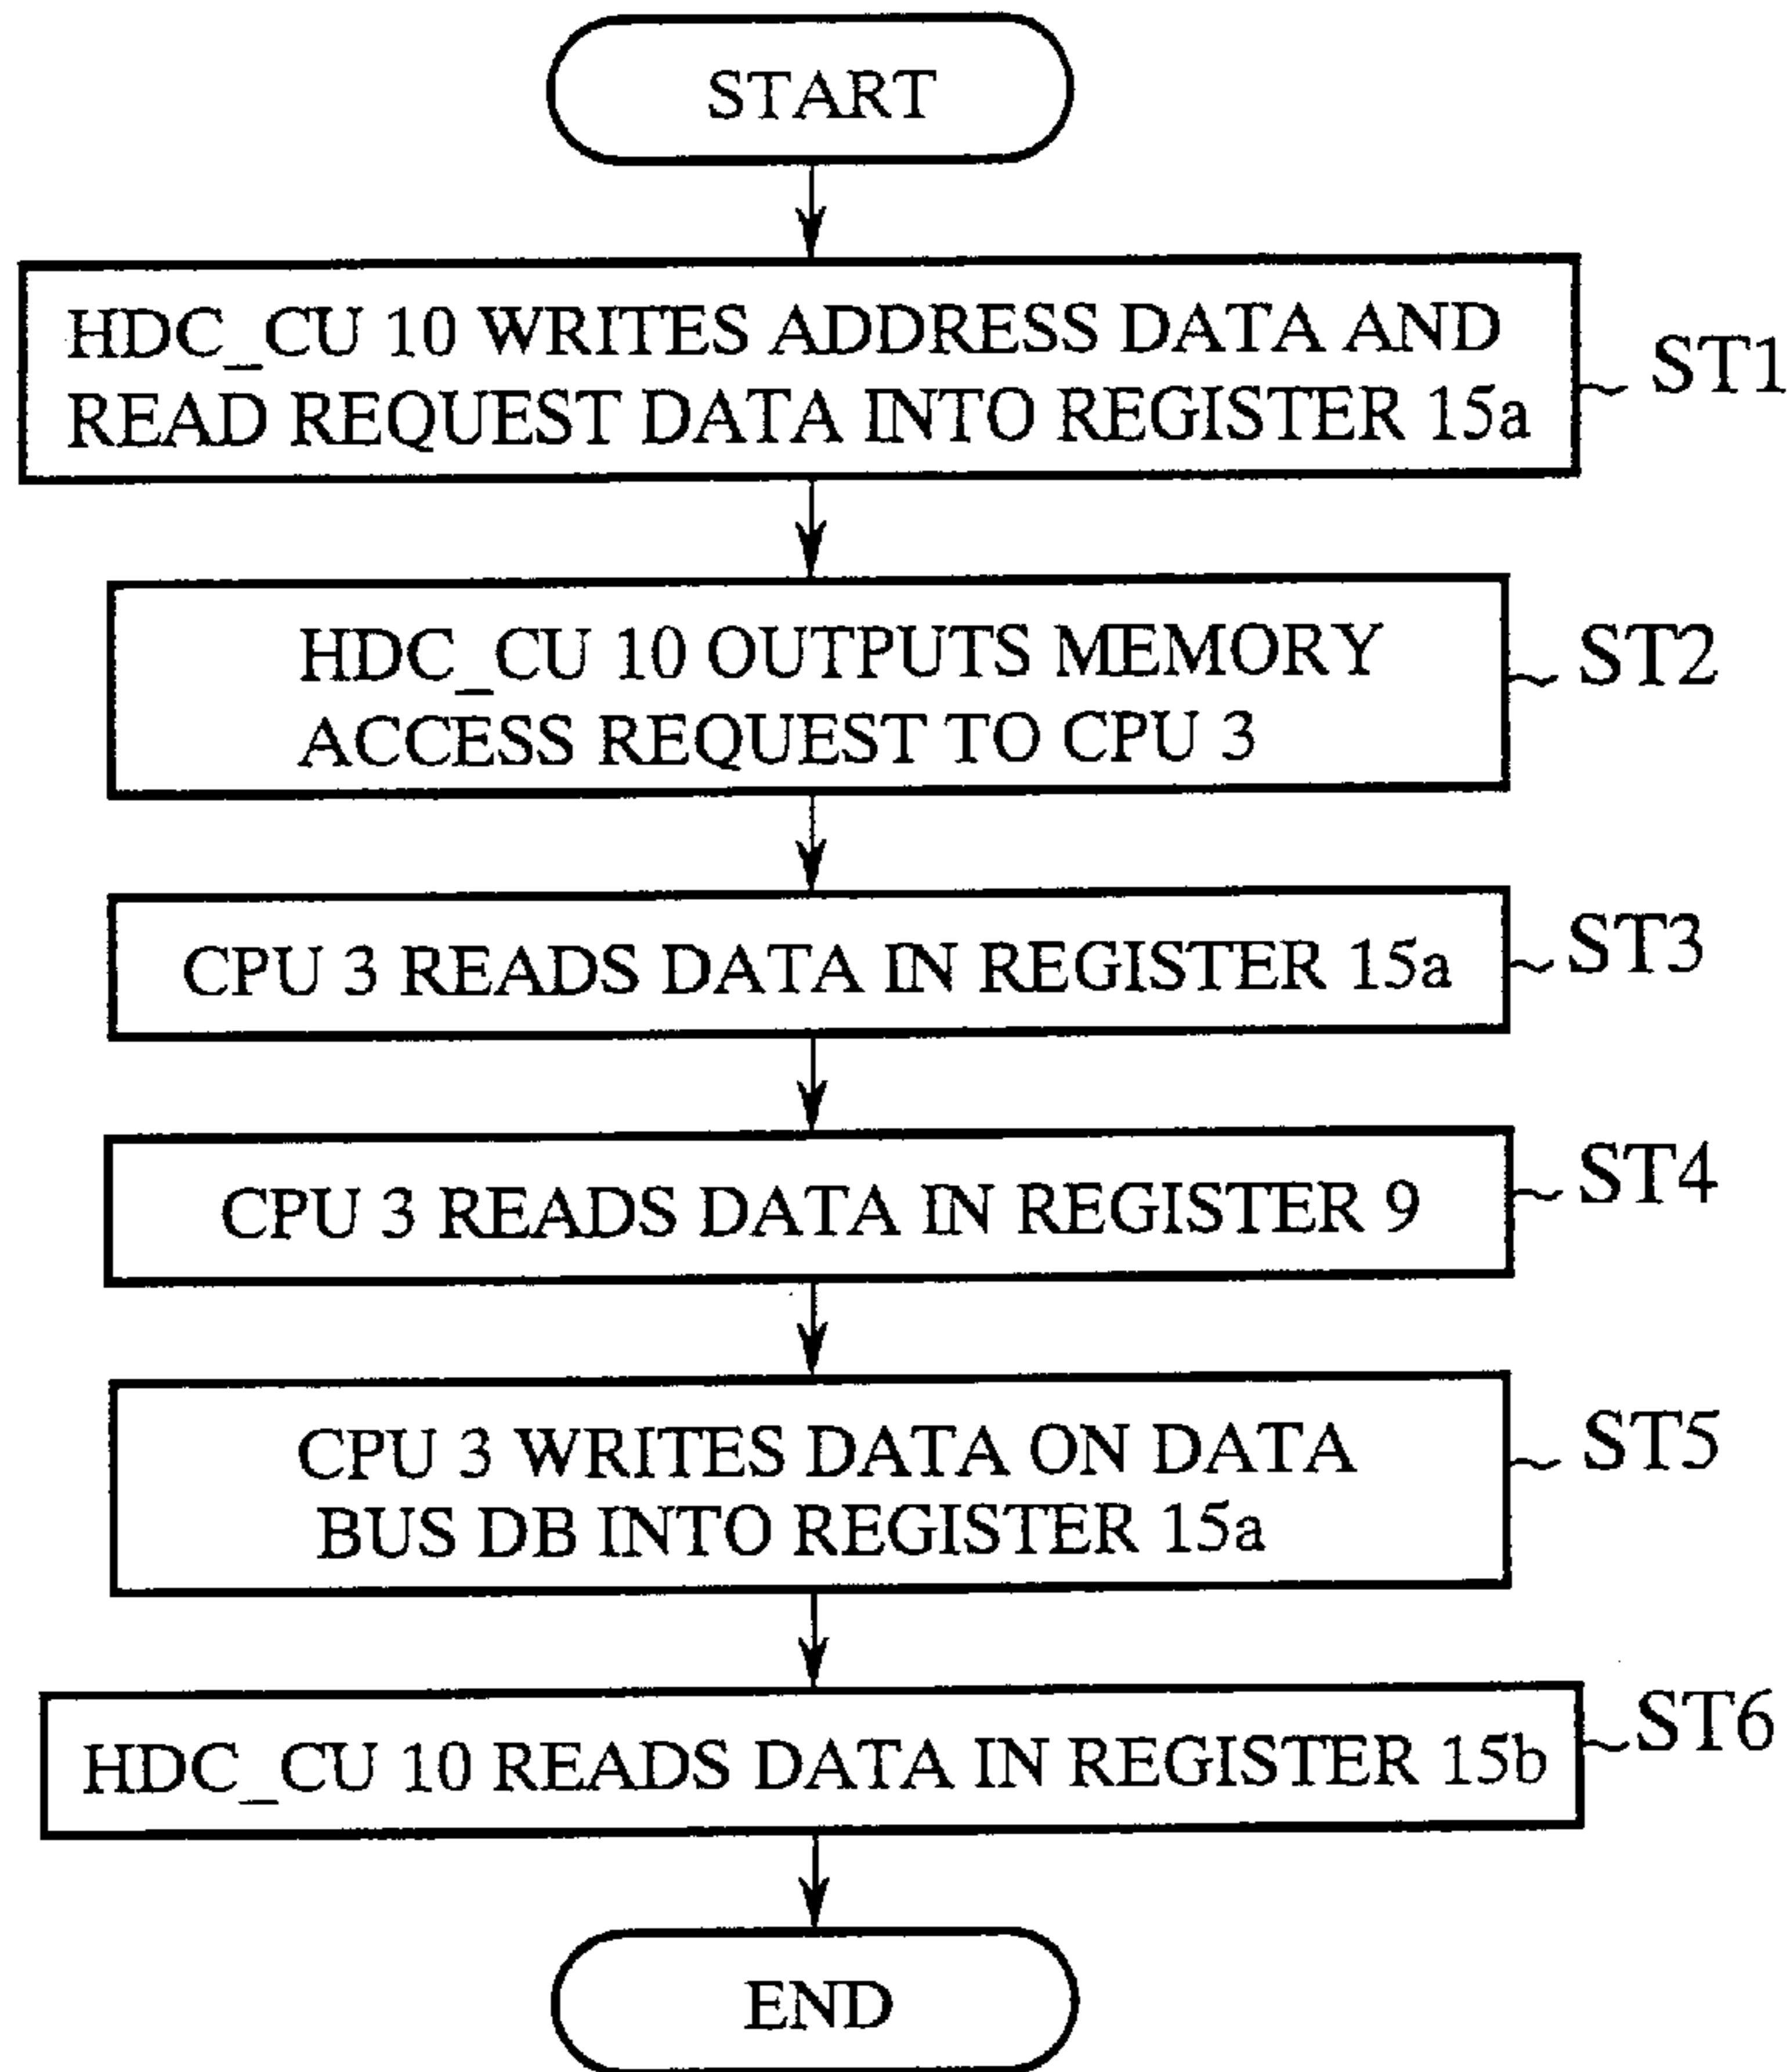 START
HDC_CU 10 WRITES ADDRESS DATA AND
READ REQUEST DATA INTO REGISTER 15a
ST1
HDC_CU 10 OUTPUTS MEMORY
ACCESS REQUEST TO CPU 3
ST2
CPU 3 READS DATA IN REGISTER 15a
ST3
CPU 3 READS DATA IN REGISTER 9
ST4
CPU 3 WRITES DATA ON DATA
BUS DB INTO REGISTER 15a
ST5
HDC_CU 10 READS DATA IN REGISTER 15b
ST6
END